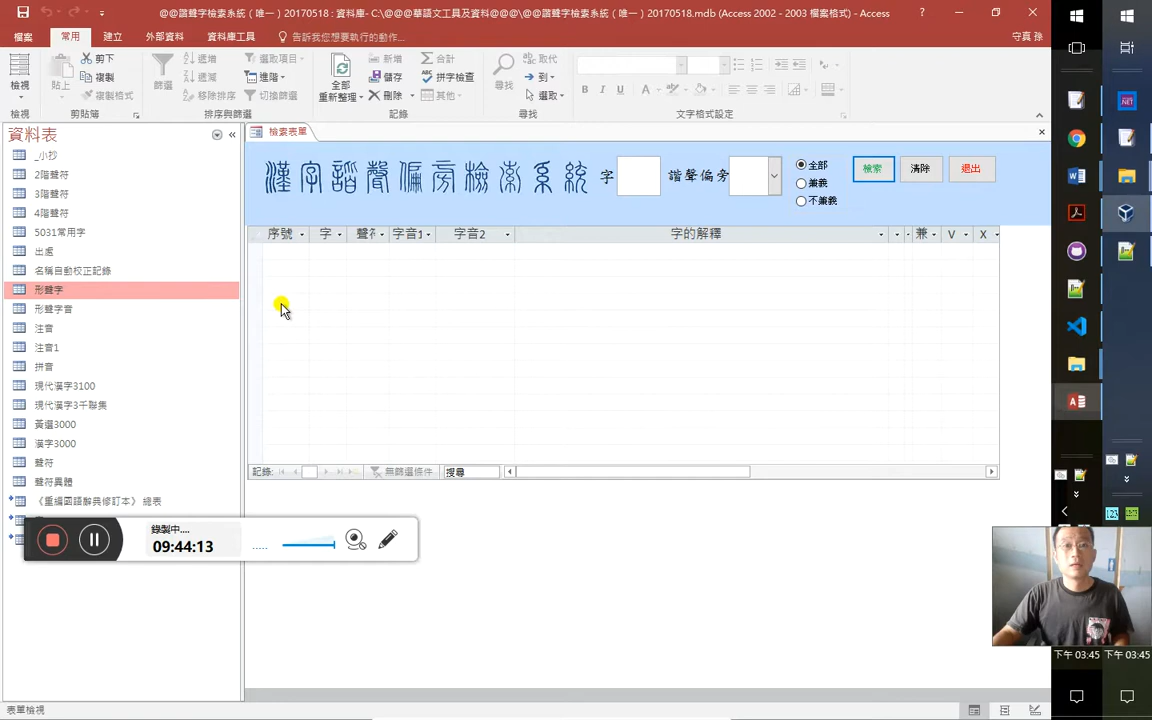 @@諧聲字檢索系統（唯一）20170518 : 資料庫- C:\@@@華語文工具及資料@@@\@@諧聲字檢索系統（唯一）20170518.mdb (Access 2002 - 2003 檔案格式) - Access
?
檔案 常用 建立 外部資料 資料庫工具 告訴我您想要執行的動作...
守真 孫
檢視
貼上
剪下
複製
複製格式
篩選
遞增
遞減
移除排序
選取項目
進階
切換篩選
全部
重新整理
新增
儲存
刪除
合計
拼字檢查
其他
尋找
取代
到
選取
B I U A
檢視 剪貼簿 排序與篩選 記錄 尋找 文字格式設定
資料表
_小抄
2階聲符
3階聲符
4階聲符
5031常用字
出處
名稱自動校正記錄
形聲字
形聲字音
注音
注音1
拼音
現代漢字3100
現代漢字3千聯集
黃選3000
漢字3000
聲符
聲符異體
《重編國語辭典修訂本》 總表
檢索表單
漢字諧聲偏旁檢索系統
字
諧聲偏旁
全部
兼義
不兼義
檢索 清除 退出
序號 字 聲符 字音1 字音2 字的解釋 兼 V X
記錄: 無篩選條件 搜尋
錄製中....
09:44:13
表單檢視
下午 03:45 下午 03:45